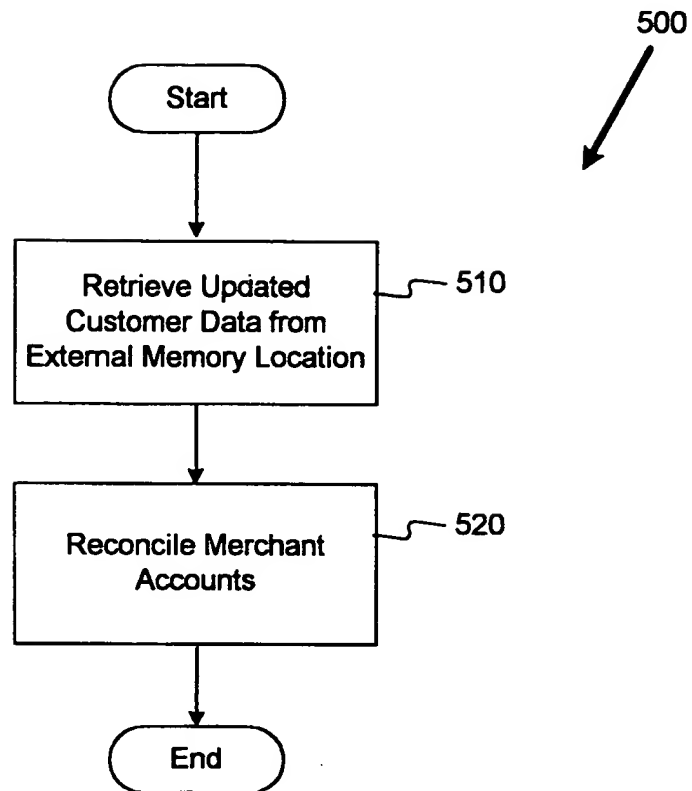 500
Start
Retrieve Updated
Customer Data from
External Memory Location
510
Reconcile Merchant
Accounts
520
End